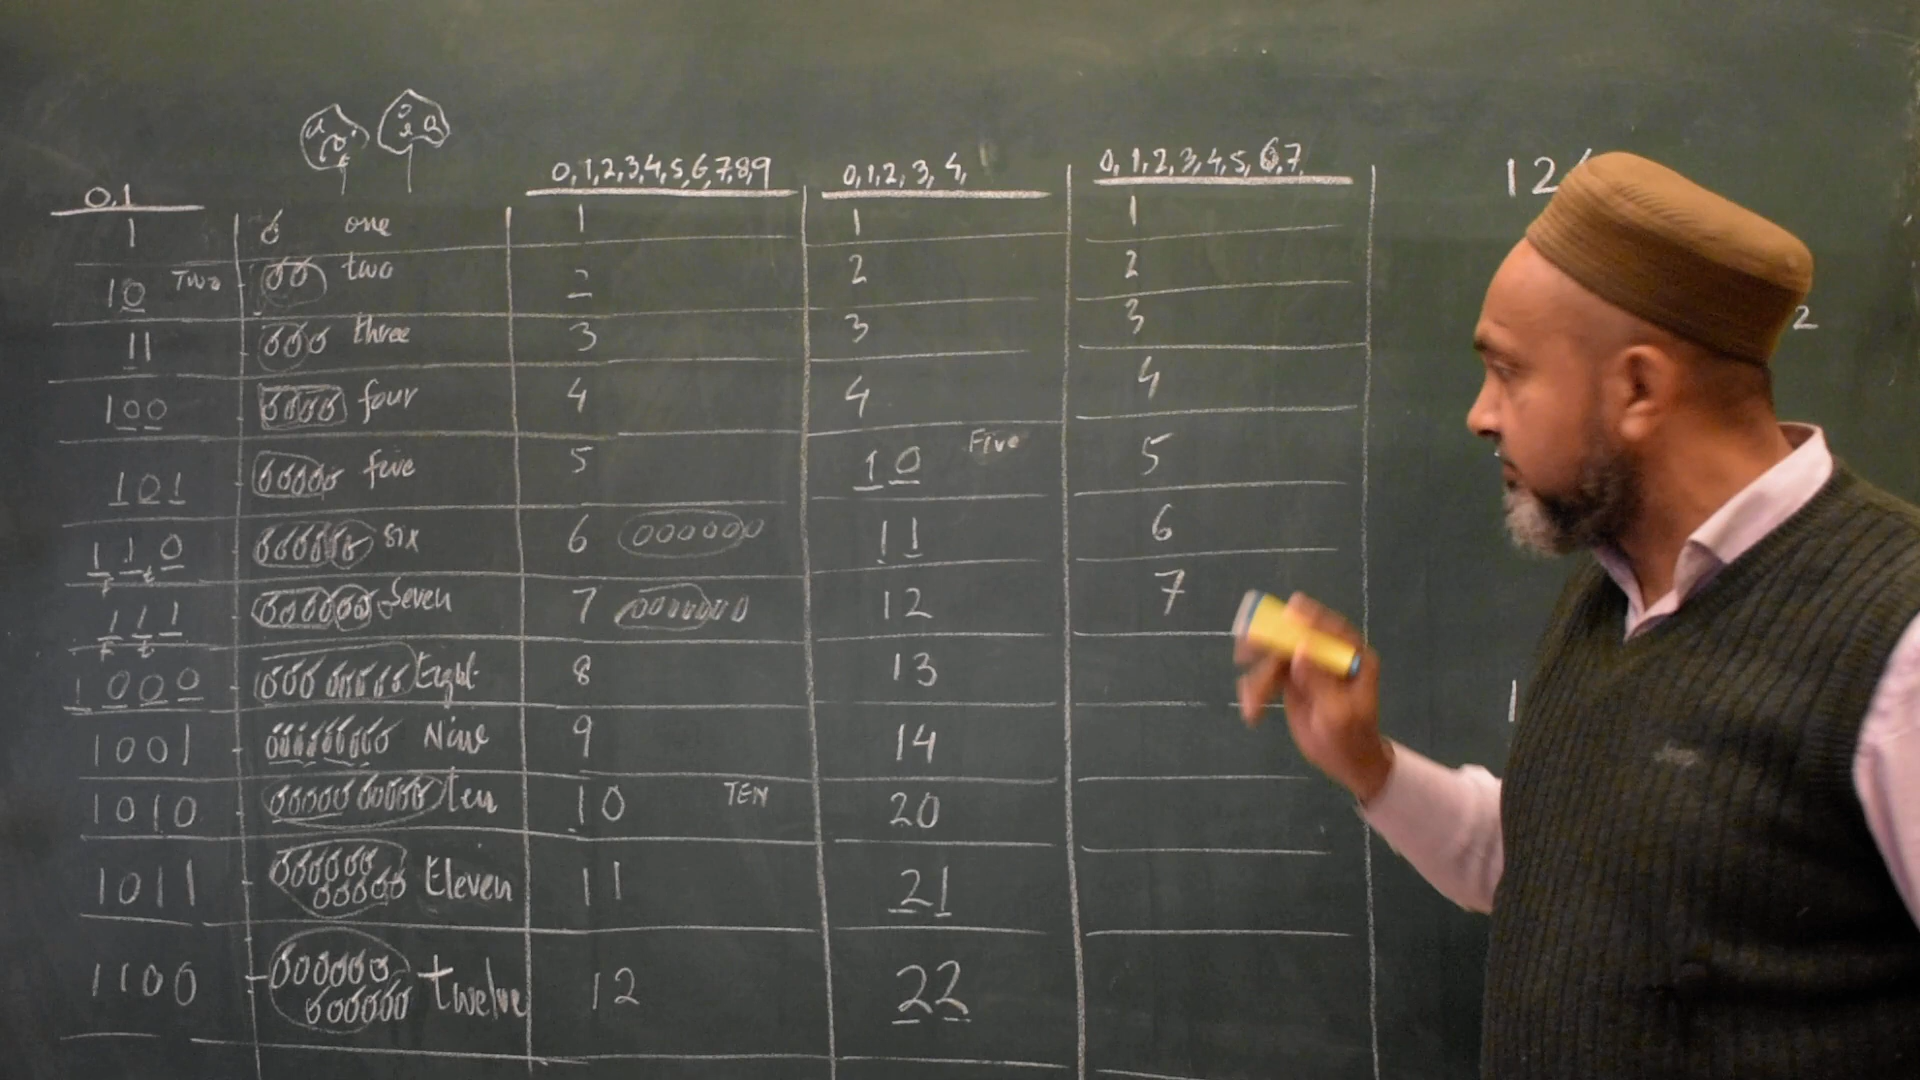 0,1 0,1,2,3,4,5,6,7,8,9 0,1,2,3,4, 0,1,2,3,4,5,6,7, 12
1 one 1 1 1
10 Two two 2 2 2
11 three 3 3 3 2
100 four 4 4 4
101 five 5 10 Five 5
110 six 6 11 6
f t
111 Seven 7 12 7
f t
1000 Eight 8 13 1
1001 Nine 9 14
1010 ten 10 TEN 20
1011 Eleven 11 21
1100 twelve 12 22